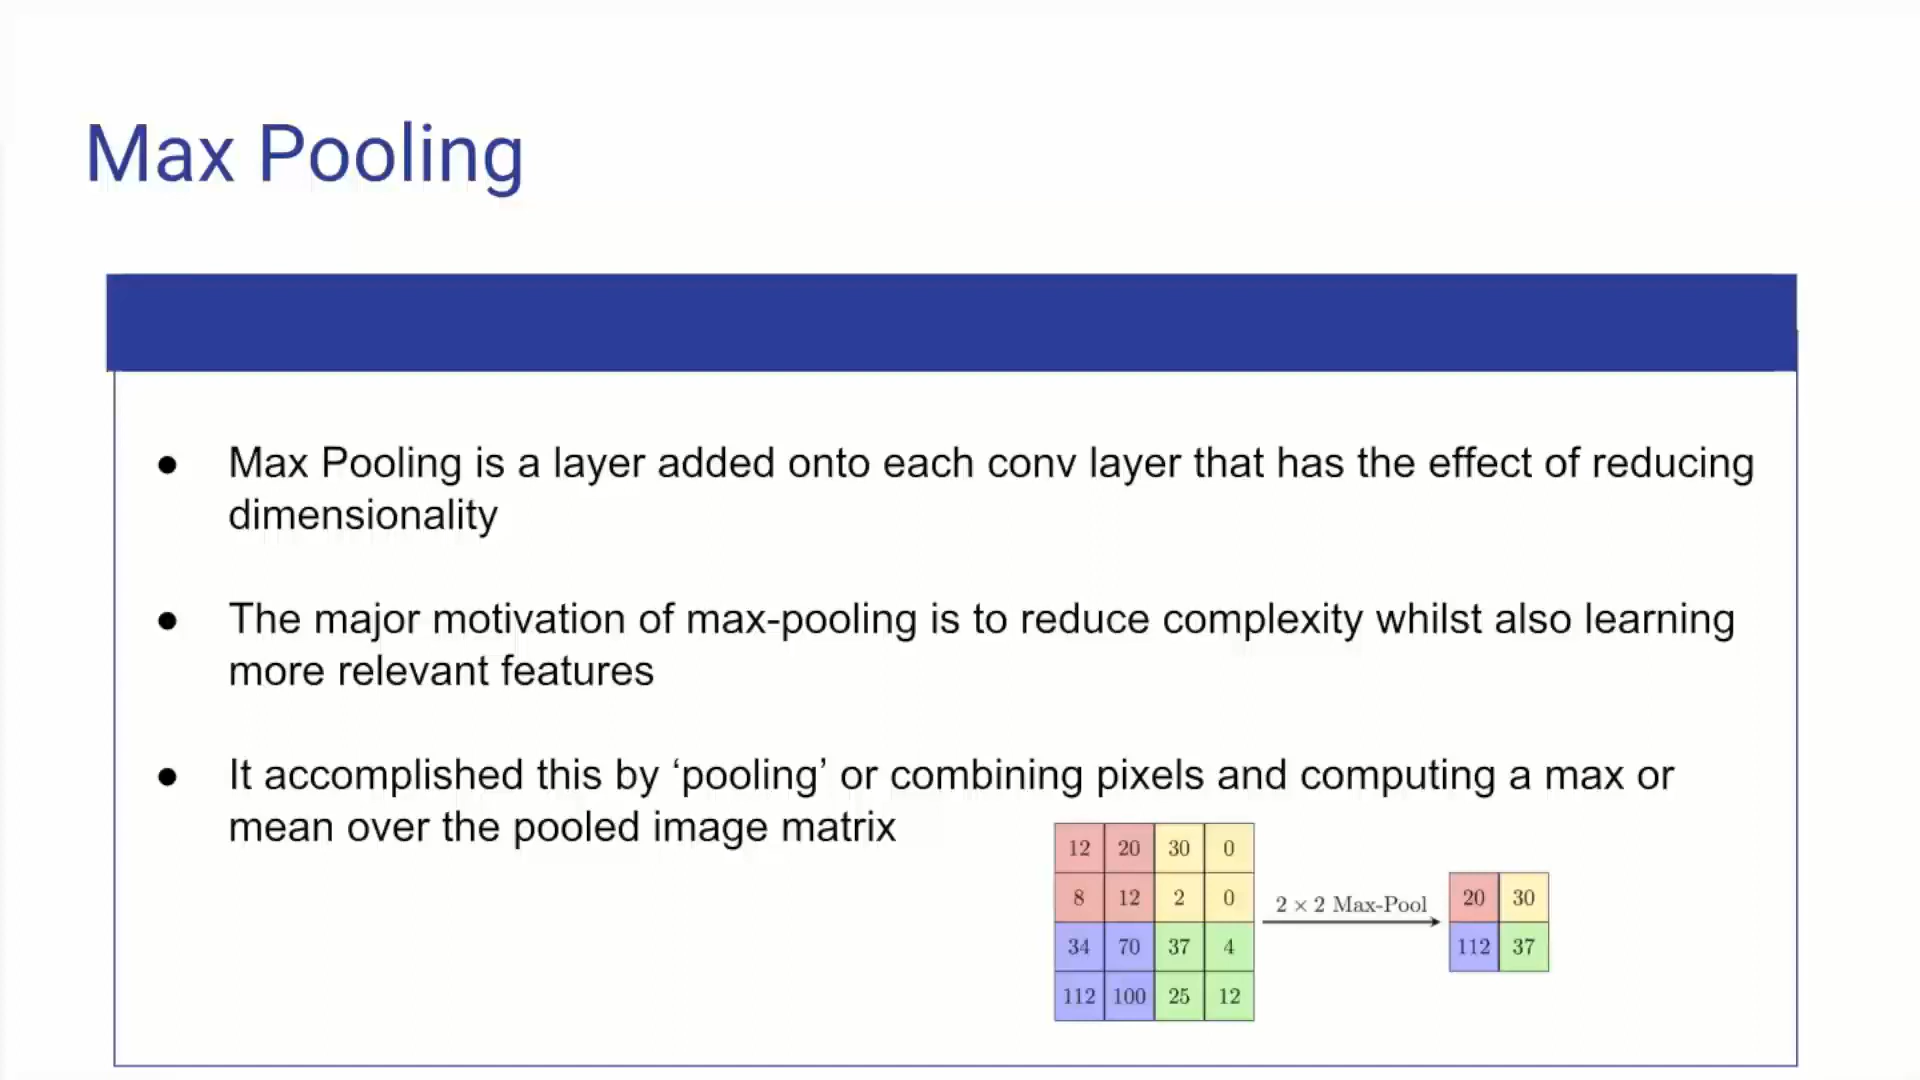 Max Pooling
● Max Pooling is a layer added onto each conv layer that has the effect of reducing
dimensionality
● The major motivation of max-pooling is to reduce complexity whilst also learning
more relevant features
● It accomplished this by ‘pooling’ or combining pixels and computing a max or
mean over the pooled image matrix
12 20 30 0
8 12 2 0
34 70 37 4
112 100 25 12
2 × 2 Max-Pool
20 30
112 37